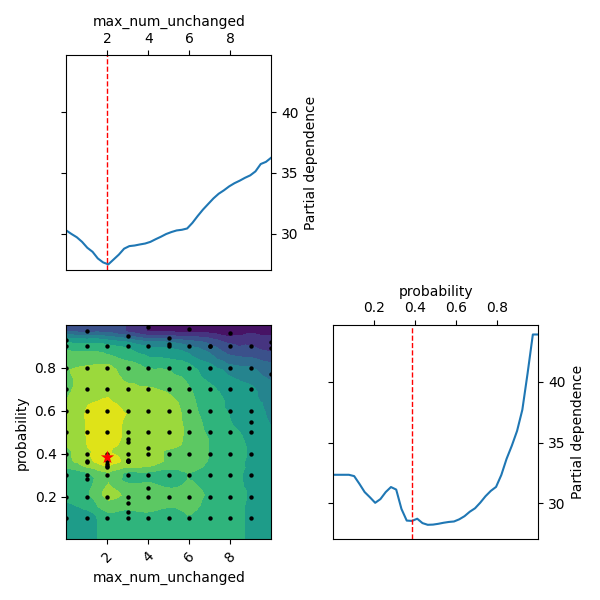 max_num_unchanged
2 4 6 8
40
35
30
Partial dependence
probability
0.2 0.4 0.6 0.8
0.8
0.6
0.4
0.2
probability
2 4 6 8
max_num_unchanged
40
35
30
Partial dependence